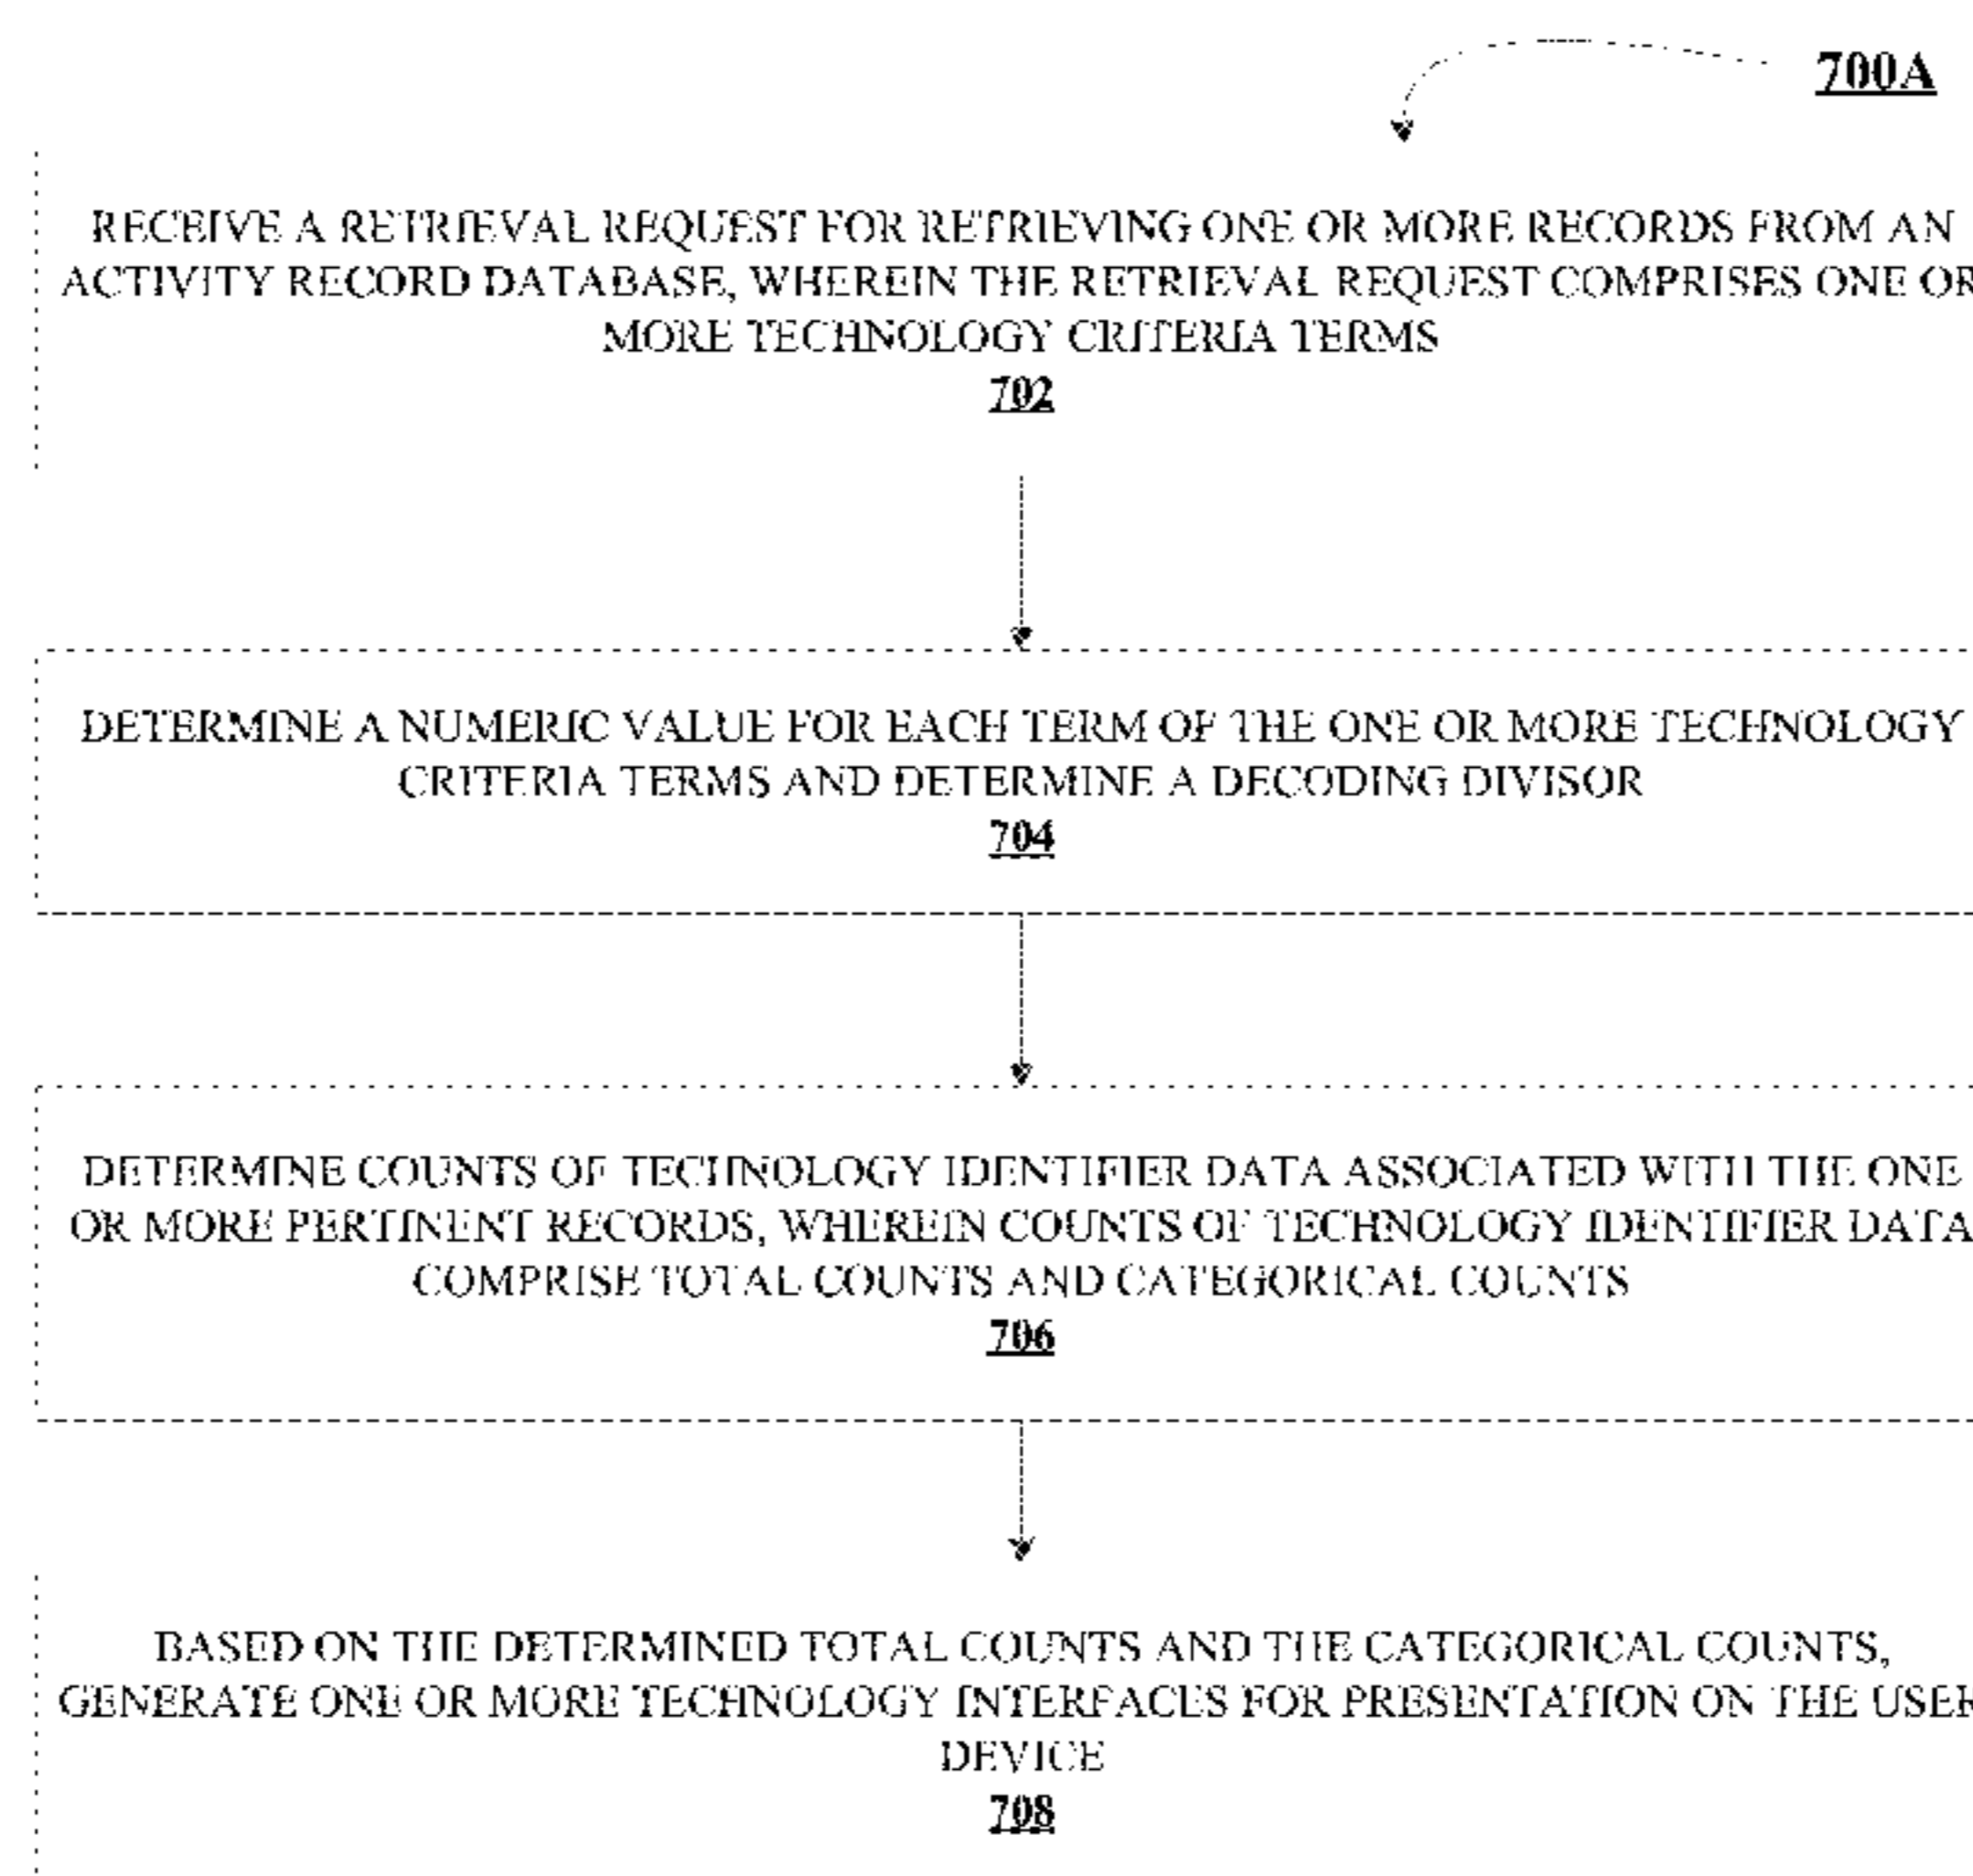 700A
RECEIVE A RETRIEVAL REQUEST FOR RETRIEVING ONE OR MORE RECORDS FROM AN
ACTIVITY RECORD DATABASE, WHEREIN THE RETRIEVAL REQUEST COMPRISES ONE OR
MORE TECHNOLOGY CRITERIA TERMS
702
DETERMINE A NUMERIC VALUE FOR EACH TERM OF THE ONE OR MORE TECHNOLOGY
CRITERIA TERMS AND DETERMINE A DECODING DIVISOR
704
DETERMINE COUNTS OF TECHNOLOGY IDENTIFIER DATA ASSOCIATED WITH THE ONE
OR MORE PERTINENT RECORDS, WHEREIN COUNTS OF TECHNOLOGY IDENTIFIER DATA
COMPRISE TOTAL COUNTS AND CATEGORICAL COUNTS
706
BASED ON THE DETERMINED TOTAL COUNTS AND THE CATEGORICAL COUNTS,
GENERATE ONE OR MORE TECHNOLOGY INTERFACES FOR PRESENTATION ON THE USER
DEVICE
708